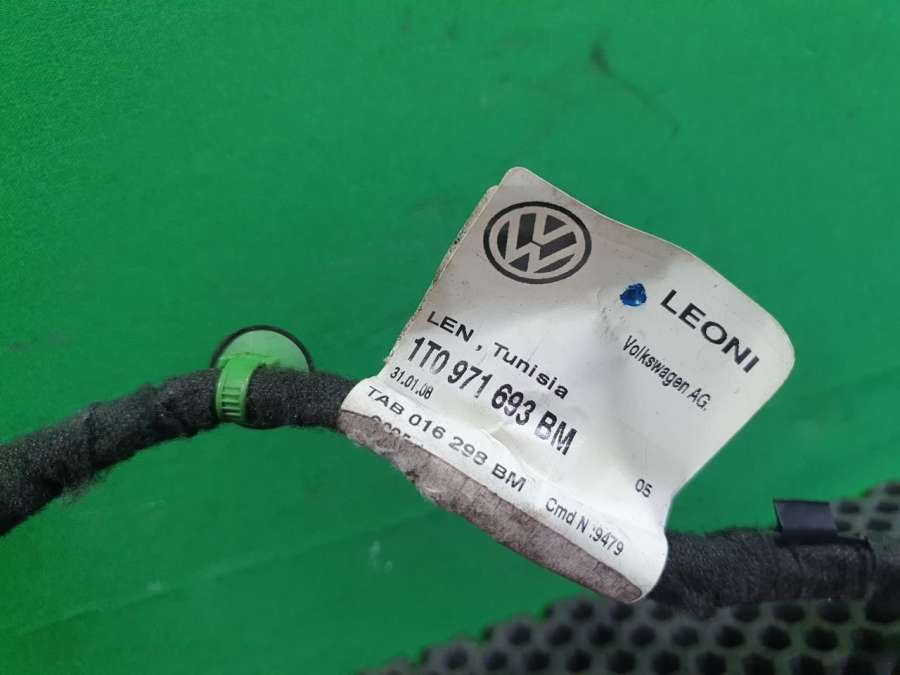 LEONI
Volkswagen AG.
LEN , Tunisia
1T0 971 693 BM
31.01.08
05
TAB 016 298 BM
Cmd N :9479